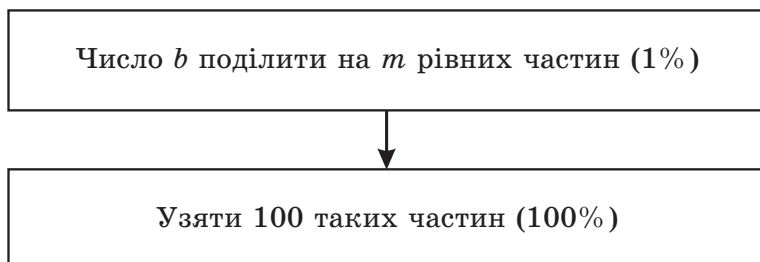 Число b поділити на m рівних частин (1%)
Узяти 100 таких частин (100%)